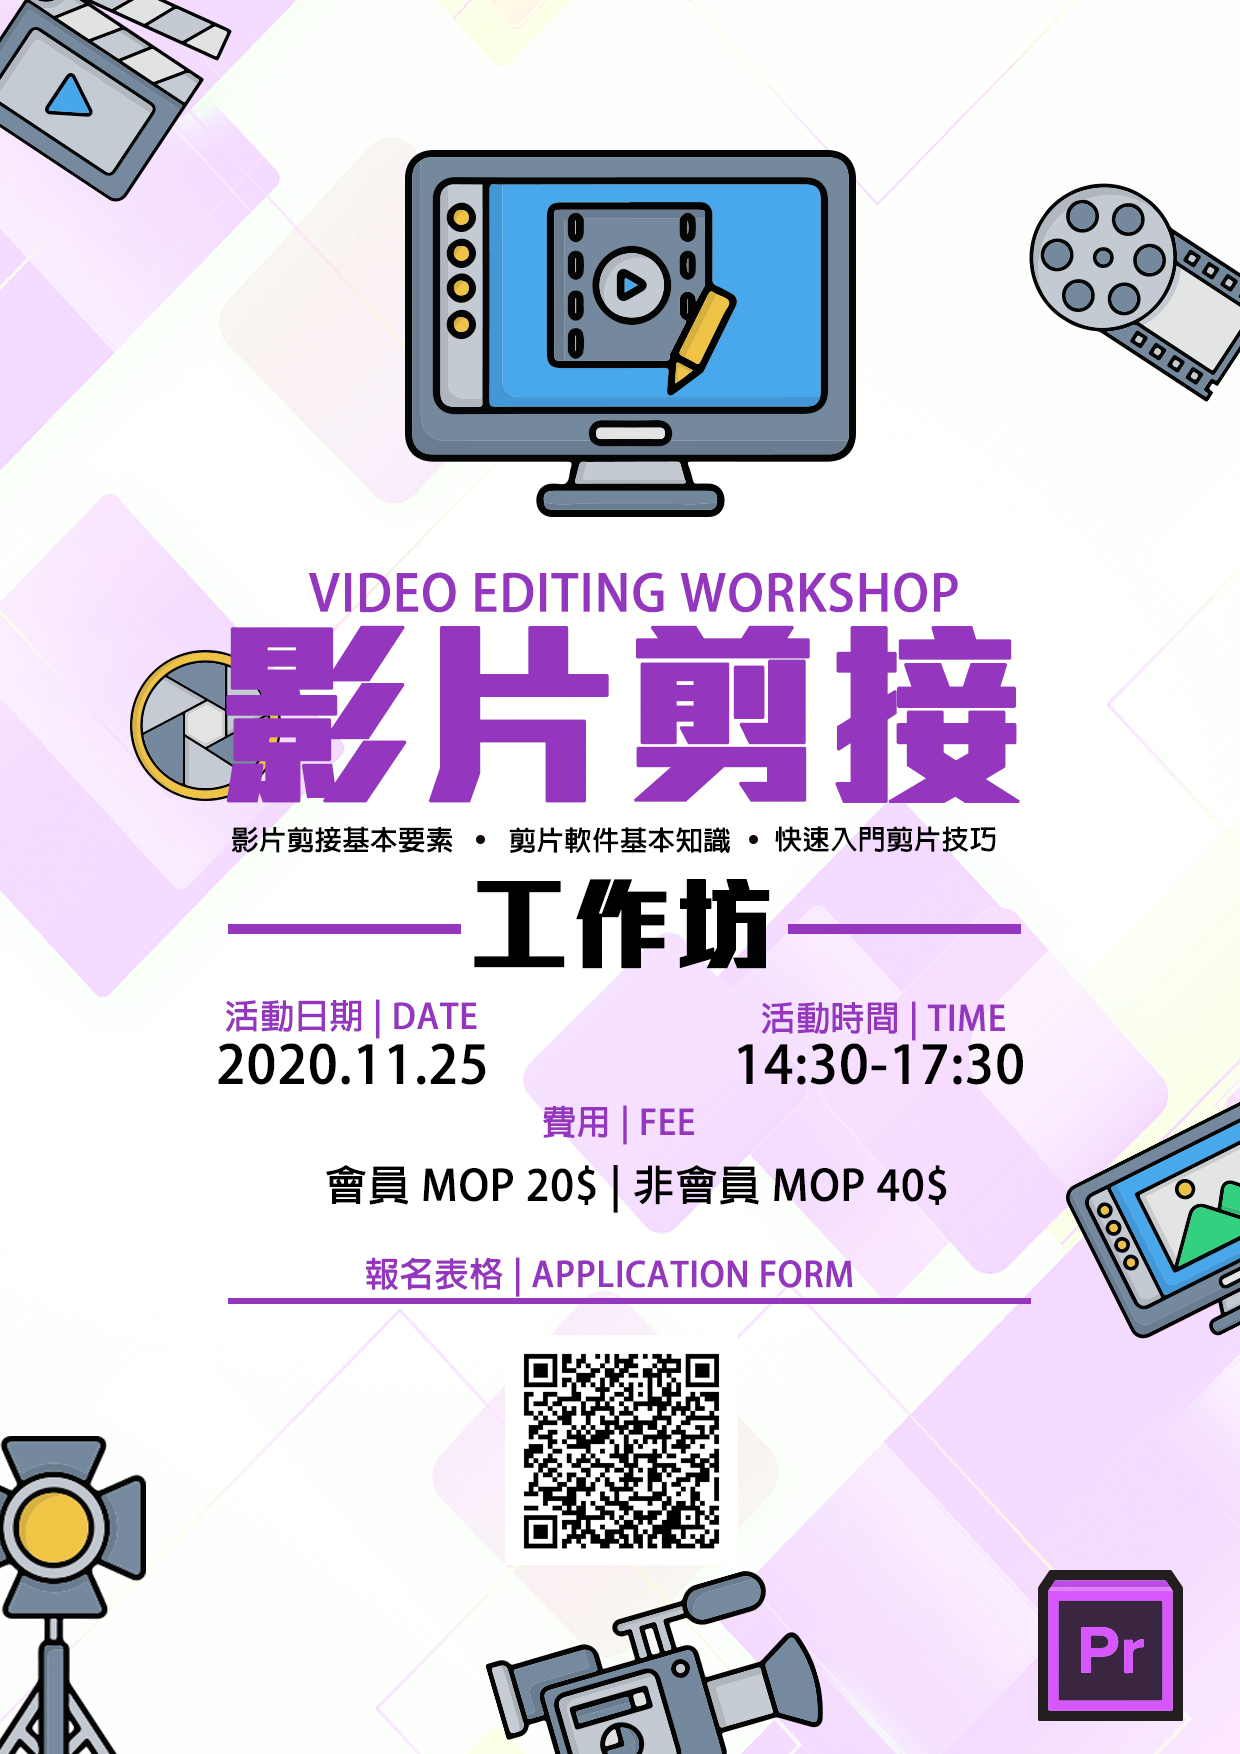 VIDEO EDITING WORKSHOP
影片剪接
影片剪接基本要素 • 剪片軟件基本知識 • 快速入門剪片技巧
工作坊
活動日期 | DATE
2020.11.25
活動時間 | TIME
14:30-17:30
費用 | FEE
會員 MOP 20$ | 非會員 MOP 40$
報名表格 | APPLICATION FORM
Pr